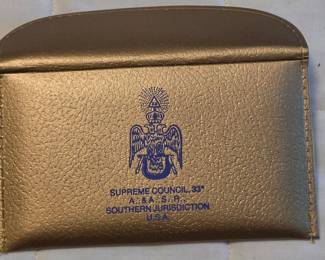 SUPREME COUNCIL, 33°
A∴ & A∴ S∴ R∴
SOUTHERN JURISDICTION
U.S.A.